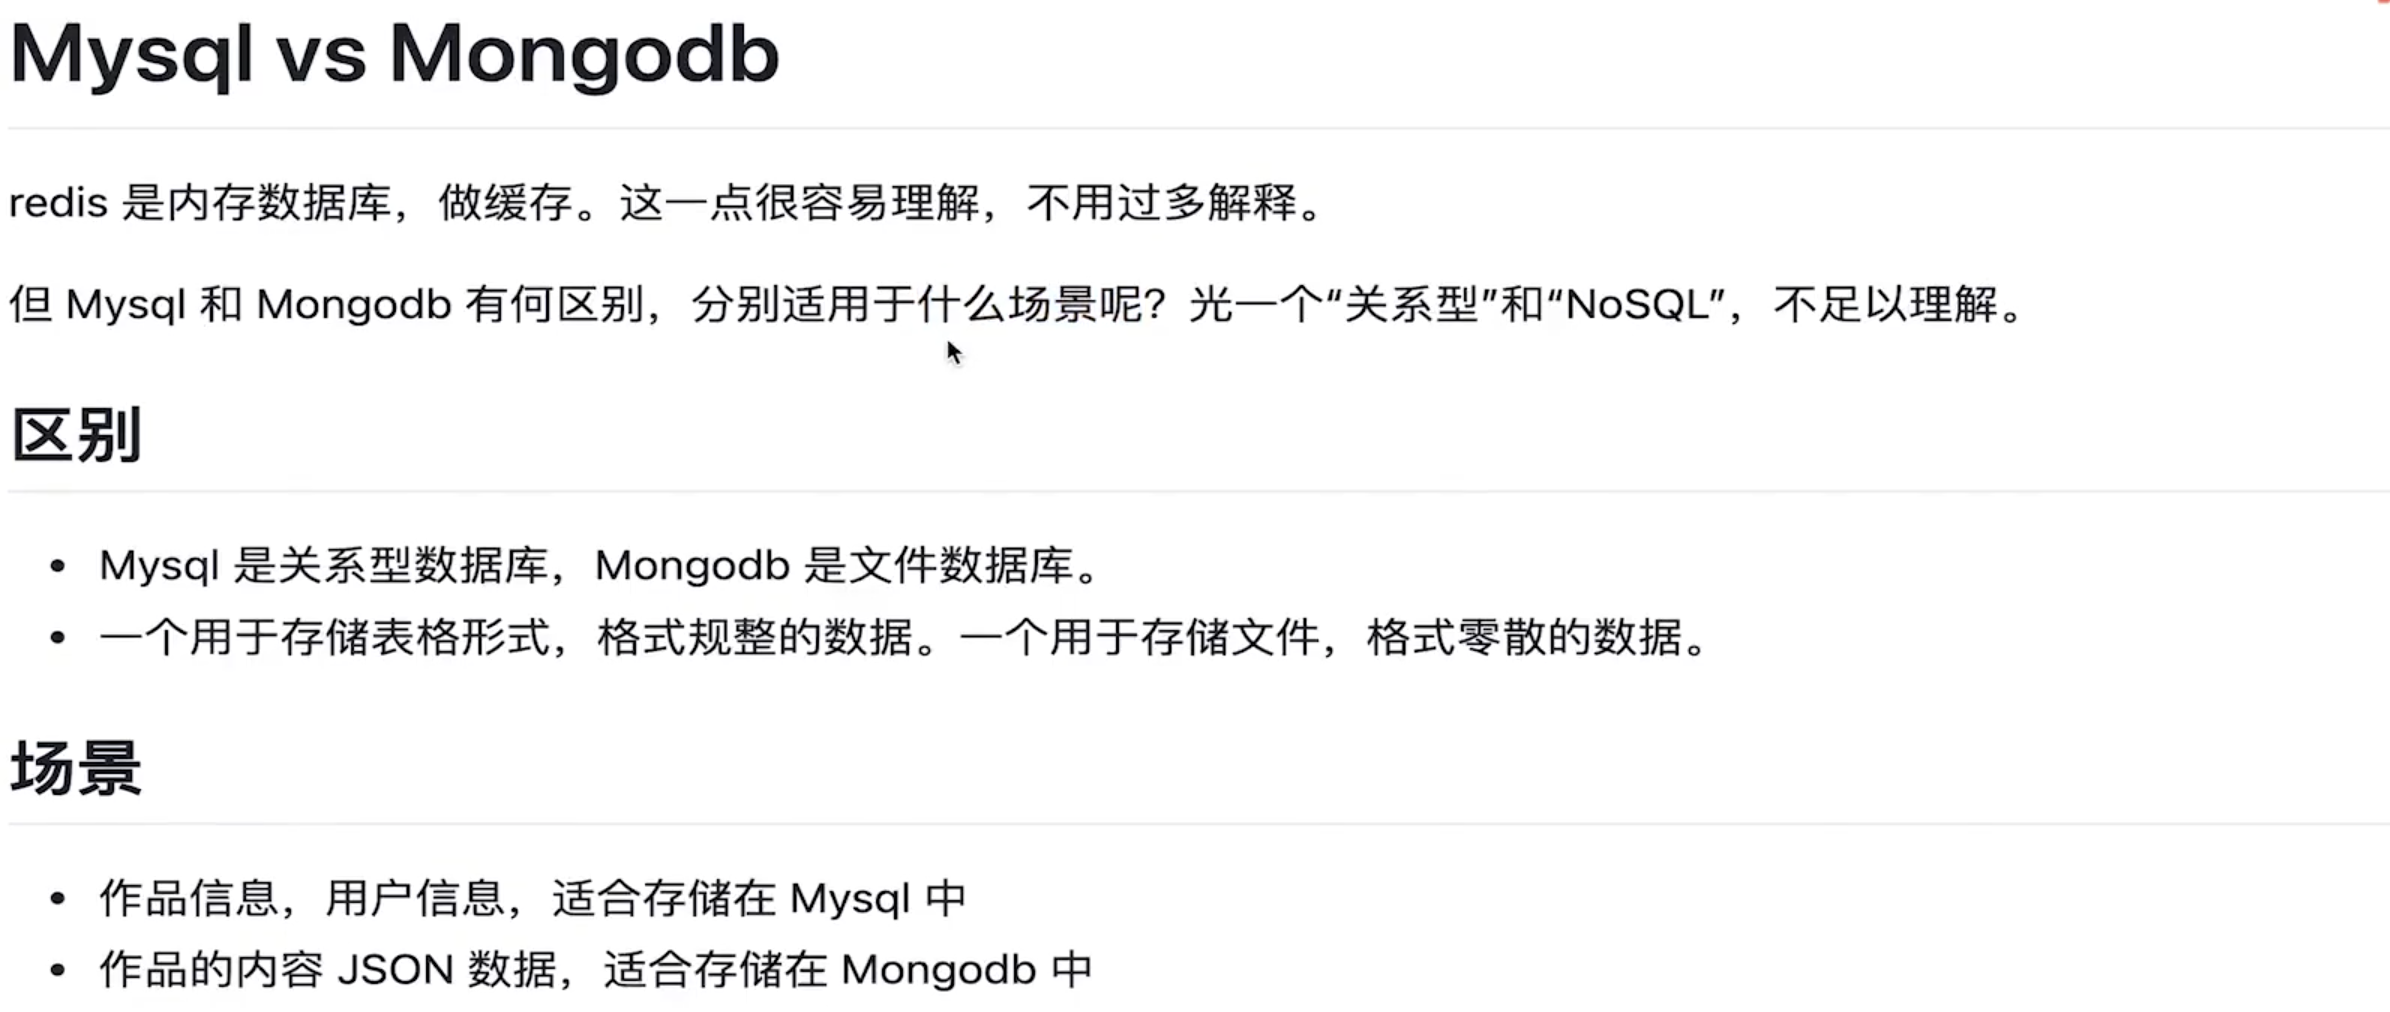 Mysql vs Mongodb
redis 是内存数据库，做缓存。这一点很容易理解，不用过多解释。
但 Mysql 和 Mongodb 有何区别，分别适用于什么场景呢？光一个“关系型”和“NoSQL”，不足以理解。
区别
• Mysql 是关系型数据库，Mongodb 是文件数据库。
• 一个用于存储表格形式，格式规整的数据。一个用于存储文件，格式零散的数据。
场景
• 作品信息，用户信息，适合存储在 Mysql 中
• 作品的内容 JSON 数据，适合存储在 Mongodb 中